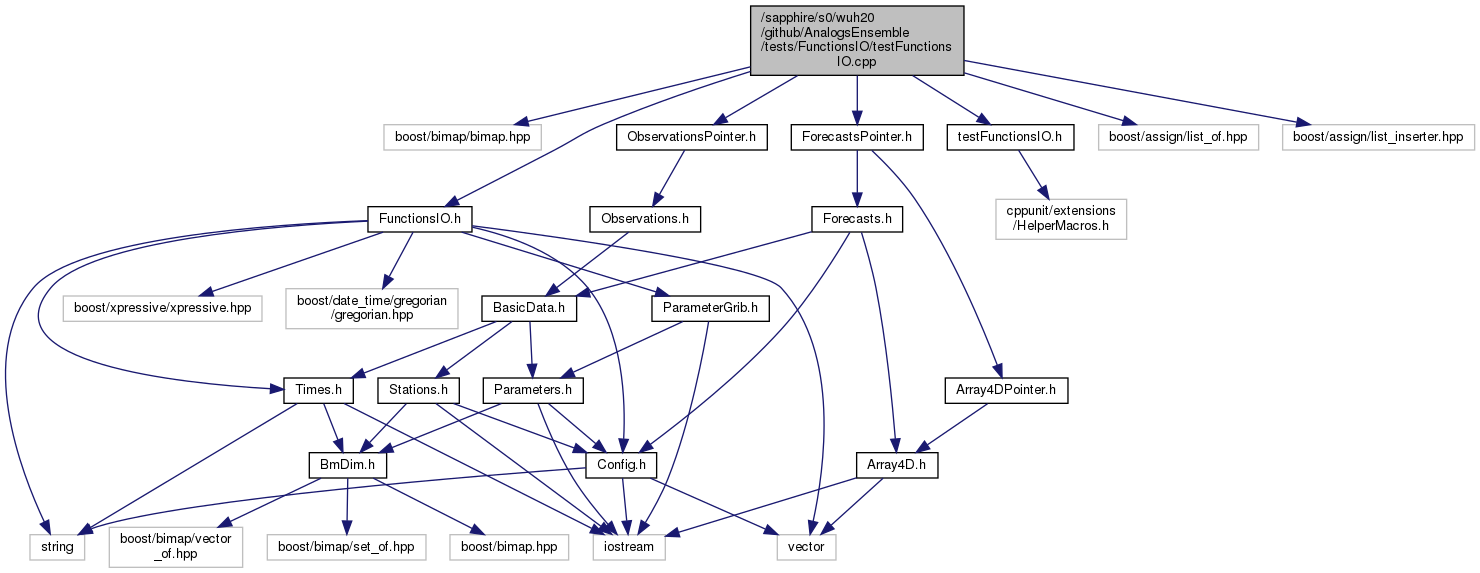 /sapphire/s0/wuh20
/github/AnalogsEnsemble
/tests/FunctionsIO/testFunctions
IO.cpp
boost/bimap/bimap.hpp
ObservationsPointer.h
ForecastsPointer.h
testFunctionsIO.h
boost/assign/list_of.hpp
boost/assign/list_inserter.hpp
FunctionsIO.h
Observations.h
Forecasts.h
cppunit/extensions
/HelperMacros.h
boost/xpressive/xpressive.hpp
boost/date_time/gregorian
/gregorian.hpp
BasicData.h
ParameterGrib.h
Times.h
Stations.h
Parameters.h
Array4DPointer.h
BmDim.h
Config.h
Array4D.h
string
boost/bimap/vector
_of.hpp
boost/bimap/set_of.hpp
boost/bimap.hpp
iostream
vector